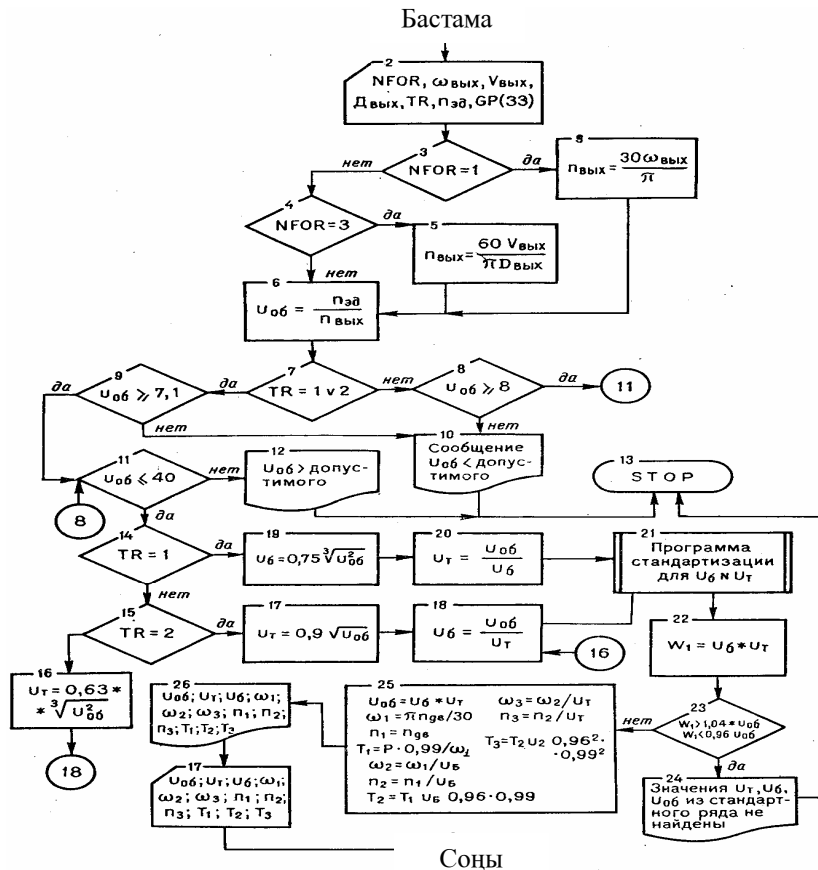 Бастама
2
NFOR, ωвых, Vвых,
Двых, TR, nэд, GP(33)
3
NFOR=1
нет
да
8
nвых = 30ωвых / π
4
NFOR=3
да
нет
5
nвых = 60 Vвых / πDвых
6
uоб = nэд / nвых
7
TR = 1 v 2
да
нет
8
uоб ≥ 8
да
нет
11
9
uоб ≥ 7,1
да
нет
10
Сообщение
uоб < допус-
тимого
11
uоб ≤ 40
нет
да
8
12
uоб > допус-
тимого
13
STOP
14
TR = 1
да
нет
19
uб = 0,75 ∛u²об
20
uт = uоб / uб
21
Программа
стандартизации
для uб и uт
15
TR = 2
да
17
uт = 0,9 √uоб
18
uб = uоб / uт
16
22
W₁ = uб * uт
16
uт = 0,63 *
* ∛u²об
18
23
W₁ > 1,04 * uоб
W₁ < 0,96 uоб
нет
да
24
Значения uт, uб,
uоб из стандарт-
ного ряда не
найдены
25
uоб = uб * uт
ω₁ = πnдв/30
n₁ = nдв
T₁ = P · 0,99/ω₁
ω₂ = ω₁/uб
n₂ = n₁/uб
T₂ = T₁ uб 0,96 · 0,99
ω₃ = ω₂/uт
n₃ = n₂/uт
T₃ = T₂ u₂ 0,96² ·
· 0,99²
26
uоб; uт; uб; ω₁;
ω₂; ω₃; n₁; n₂;
n₃; T₁; T₂; T₃
17
uоб; uт; uб; ω₁;
ω₂; ω₃; n₁; n₂;
n₃; T₁; T₂; T₃
Соңы